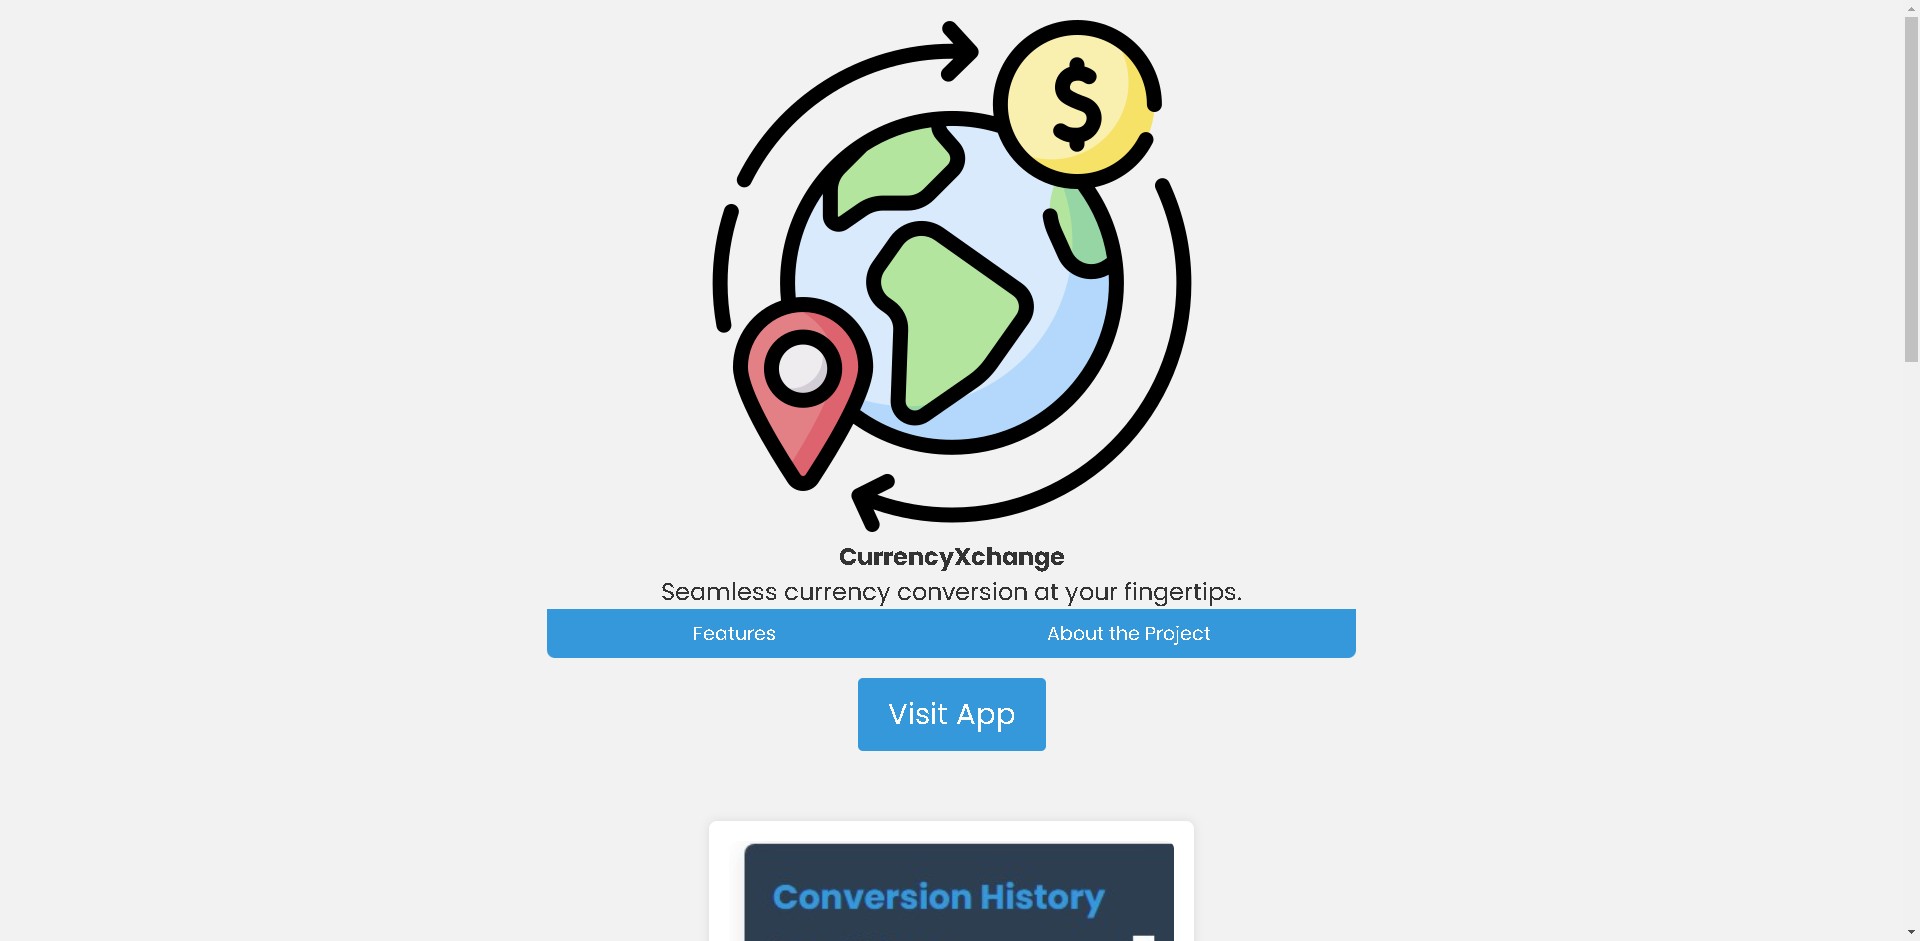 $
CurrencyXchange
Seamless currency conversion at your fingertips.
Features
About the Project
Visit App
Conversion History